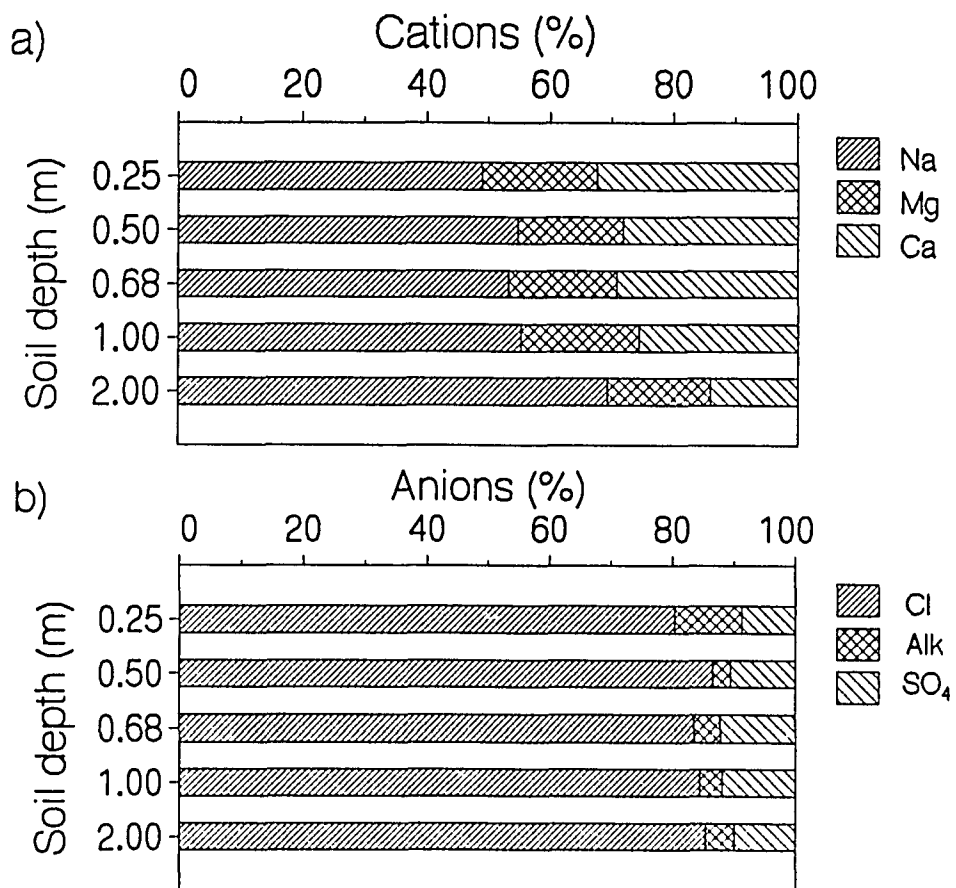 a)
Cations (%)
0 20 40 60 80 100
Soil depth (m)
0.25
0.50
0.68
1.00
2.00
Na
Mg
Ca
b)
Anions (%)
0 20 40 60 80 100
Soil depth (m)
0.25
0.50
0.68
1.00
2.00
Cl
Alk
SO₄